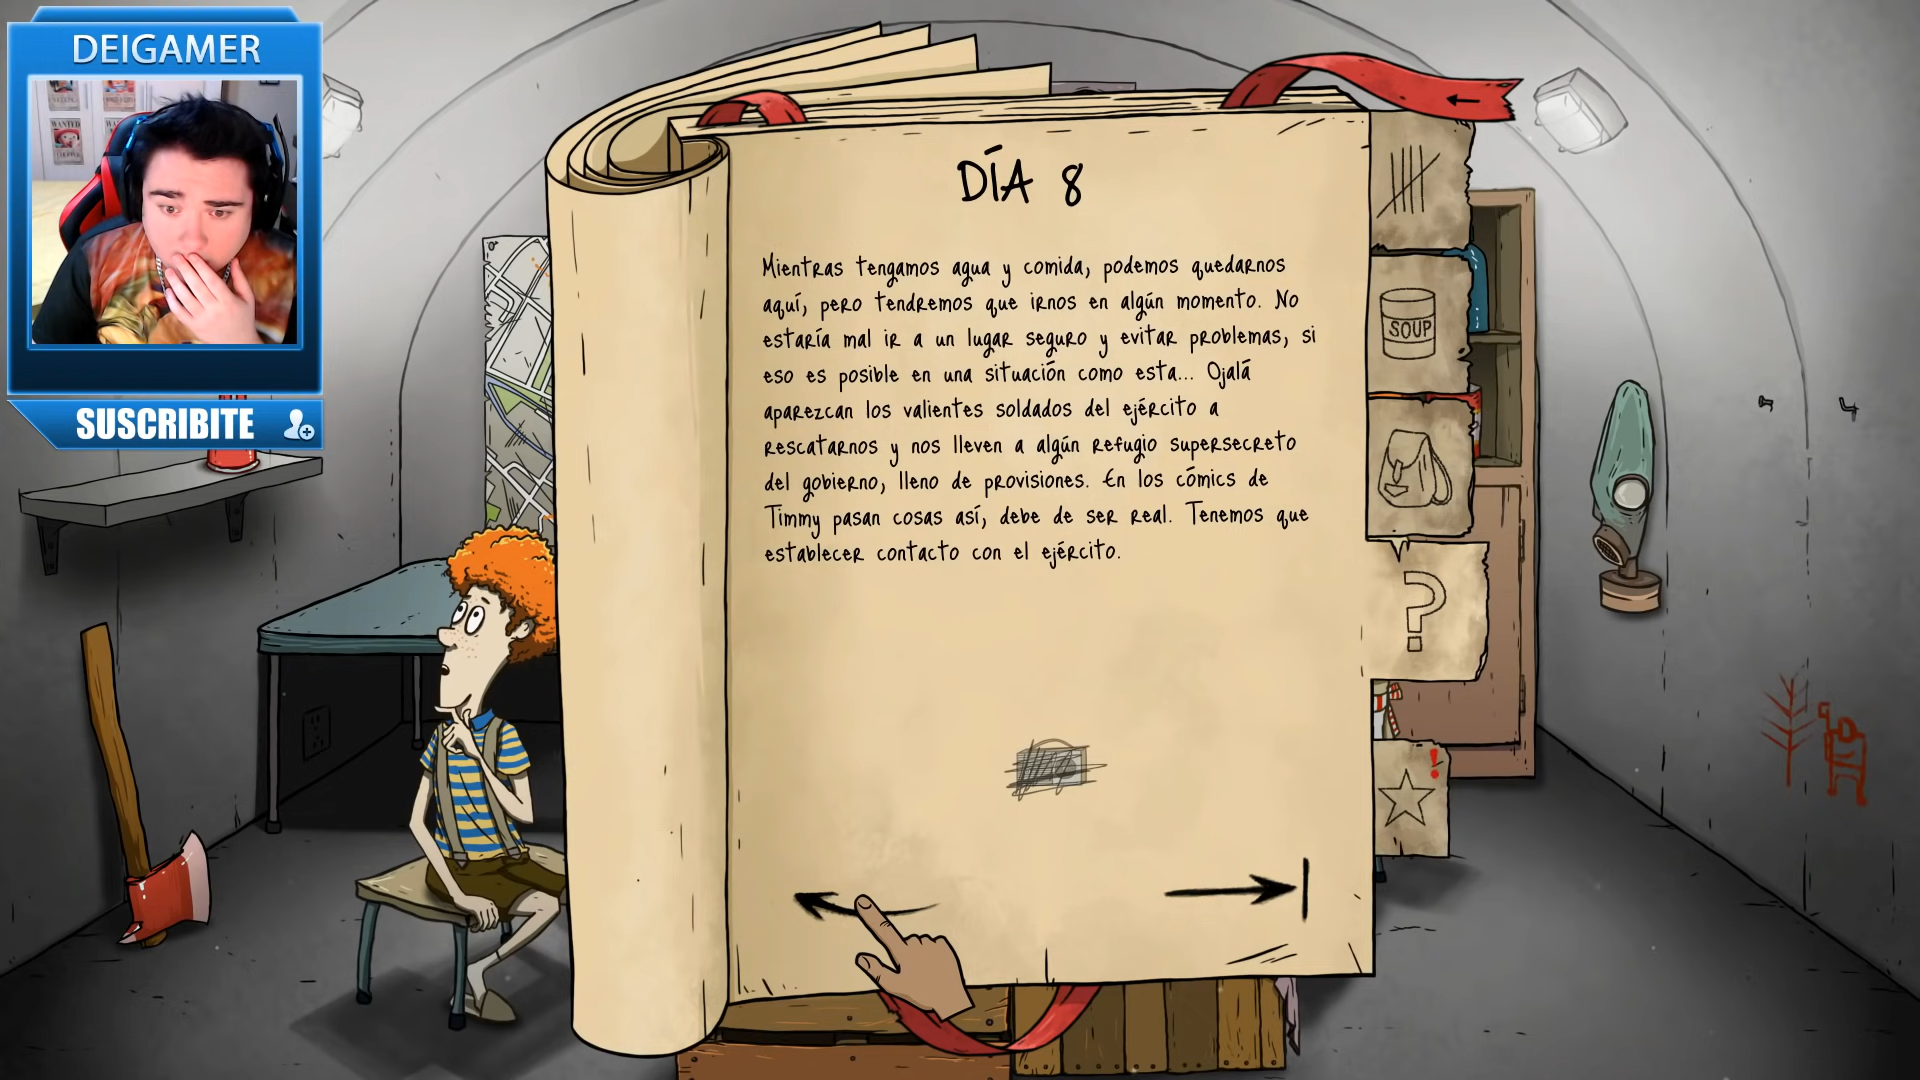 DEIGAMER
WANTED
SUSCRIBITE
DÍA 8
Mientras tengamos agua y comida, podemos quedarnos
aquí, pero tendremos que irnos en algún momento. No
estaría mal ir a un lugar seguro y evitar problemas, si
eso es posible en una situación como esta... Ojalá
aparezcan los valientes soldados del ejército a
rescatarnos y nos lleven a algún refugio supersecreto
del gobierno, lleno de provisiones. En los cómics de
Timmy pasan cosas así, debe de ser real. Tenemos que
establecer contacto con el ejército.
SOUP
?
!